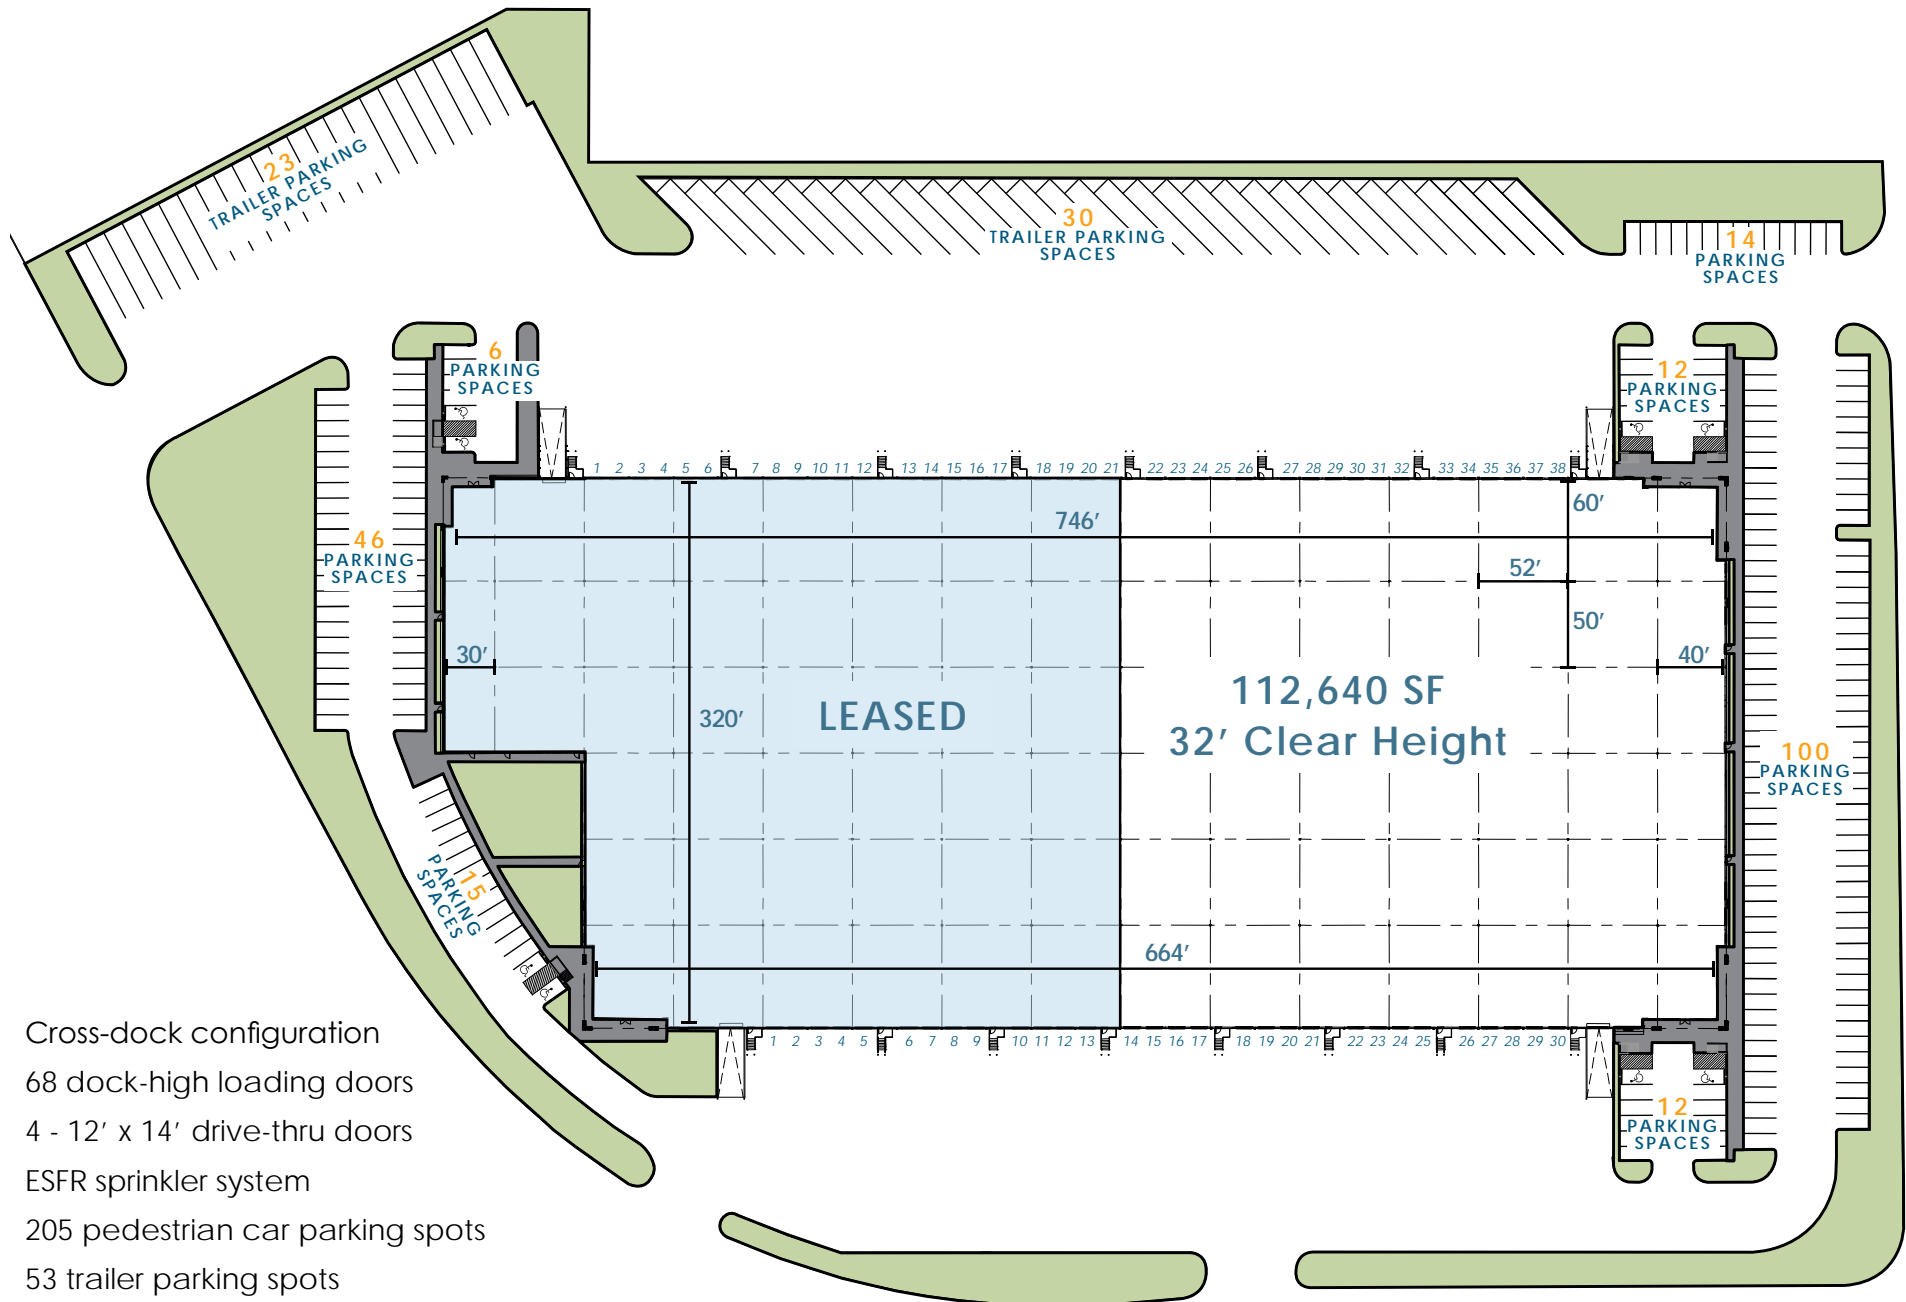 23
TRAILER PARKING
SPACES
30
TRAILER PARKING
SPACES
14
PARKING
SPACES
6
PARKING
SPACES
12
PARKING
SPACES
1 2 3 4 5 6 7 8 9 10 11 12 13 14 15 16 17 18 19 20 21 22 23 24 25 26 27 28 29 30 31 32 33 34 35 36 37 38
60′
746′
46
PARKING
SPACES
52′
50′
30′
40′
320′
LEASED
112,640 SF
32′ Clear Height
100
PARKING
SPACES
15
PARKING
SPACES
664′
1 2 3 4 5 6 7 8 9 10 11 12 13 14 15 16 17 18 19 20 21 22 23 24 25 26 27 28 29 30
12
PARKING
SPACES
Cross-dock configuration
68 dock-high loading doors
4 - 12′ x 14′ drive-thru doors
ESFR sprinkler system
205 pedestrian car parking spots
53 trailer parking spots